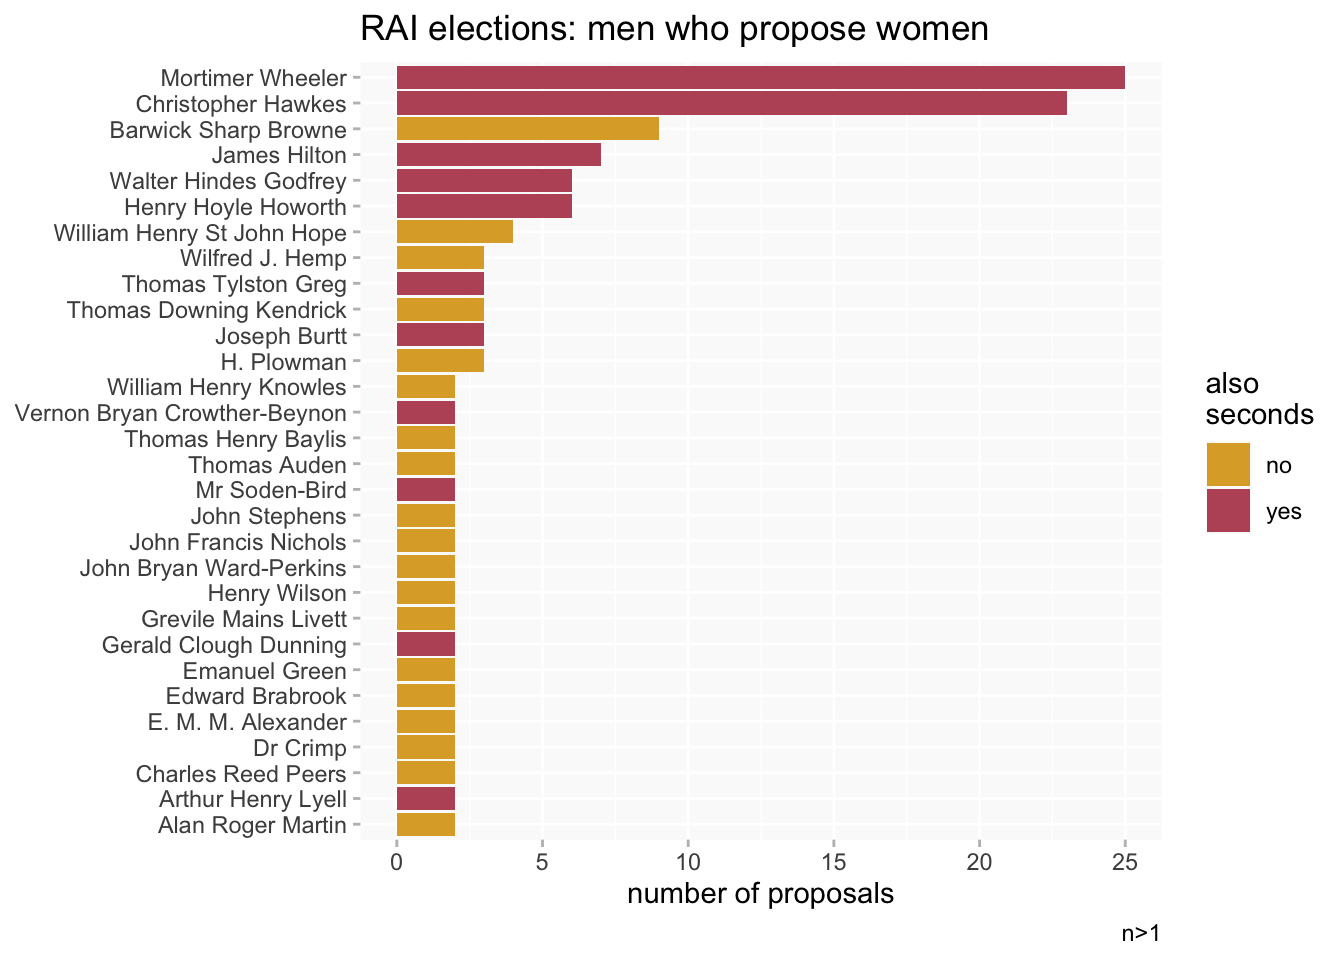 RAI elections: men who propose women
Mortimer Wheeler
Christopher Hawkes
Barwick Sharp Browne
James Hilton
Walter Hindes Godfrey
Henry Hoyle Howorth
William Henry St John Hope
Wilfred J. Hemp
Thomas Tylston Greg
Thomas Downing Kendrick
Joseph Burtt
H. Plowman
William Henry Knowles
Vernon Bryan Crowther-Beynon
Thomas Henry Baylis
Thomas Auden
Mr Soden-Bird
John Stephens
John Francis Nichols
John Bryan Ward-Perkins
Henry Wilson
Grevile Mains Livett
Gerald Clough Dunning
Emanuel Green
Edward Brabrook
E. M. M. Alexander
Dr Crimp
Charles Reed Peers
Arthur Henry Lyell
Alan Roger Martin
0 5 10 15 20 25
number of proposals
also
seconds
no
yes
n>1